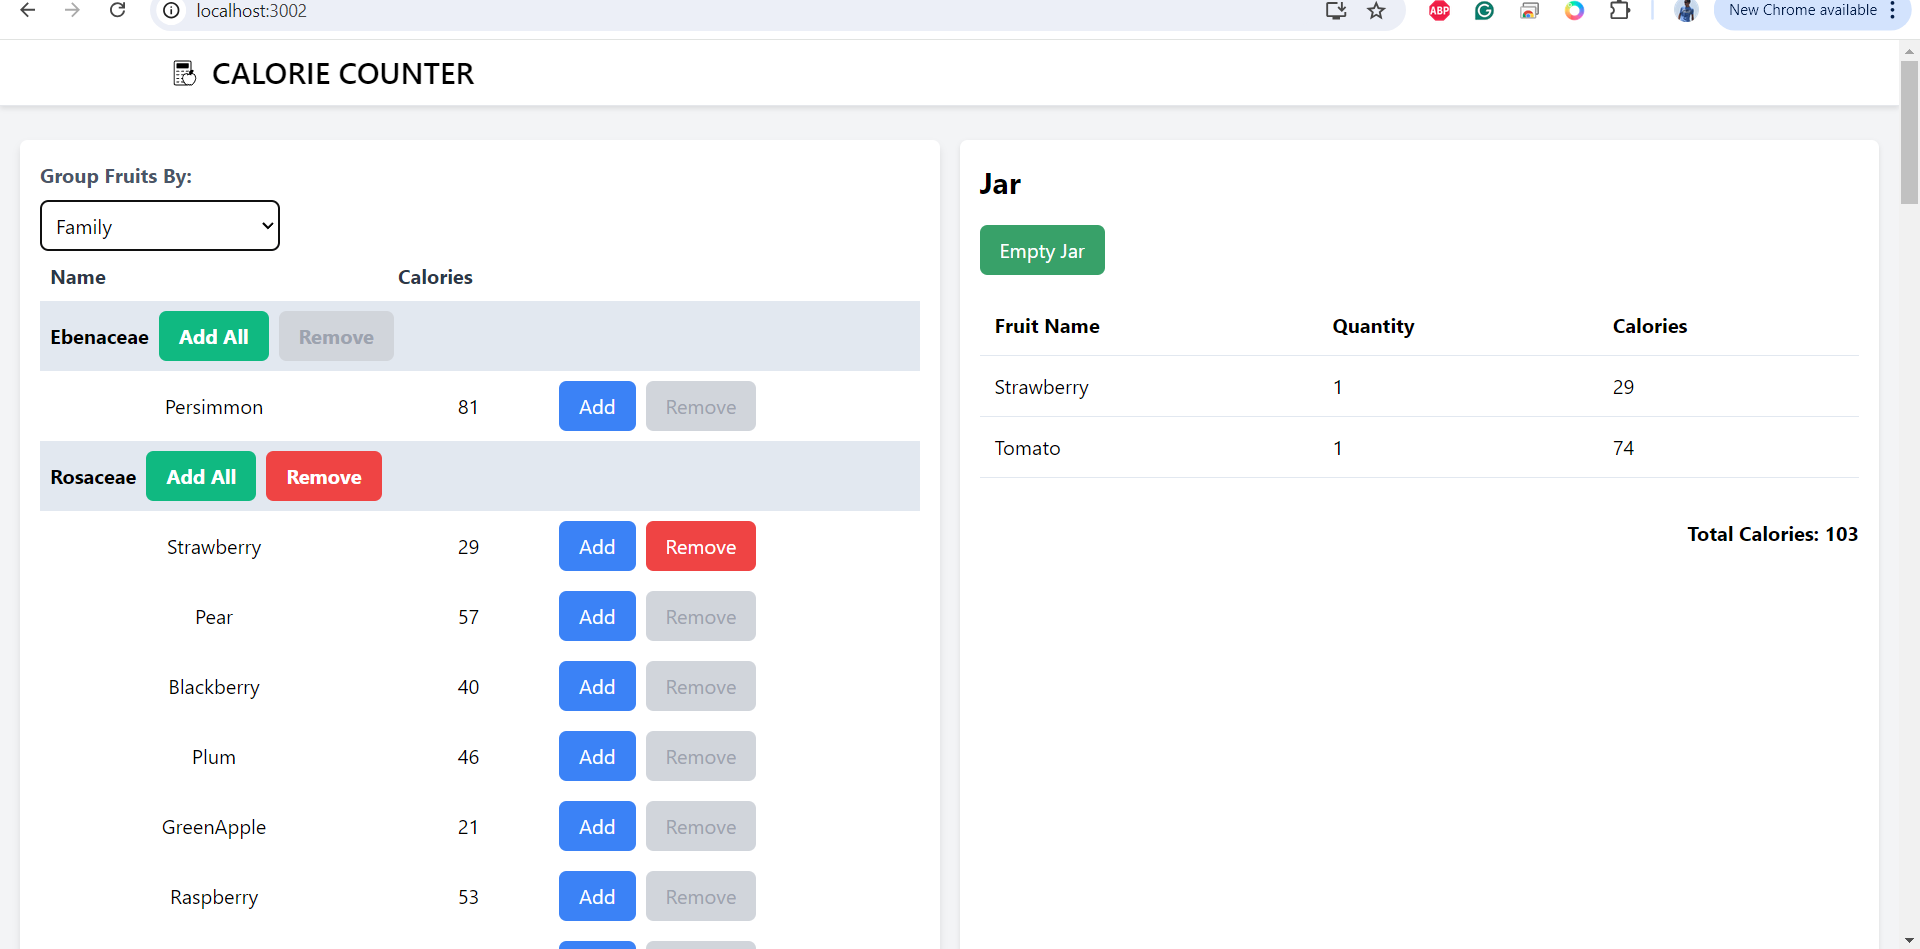 localhost:3002
ABP
New Chrome available
CALORIE COUNTER
Group Fruits By:
Family
Name Calories
Ebenaceae Add All Remove
Persimmon 81 Add Remove
Rosaceae Add All Remove
Strawberry 29 Add Remove
Pear 57 Add Remove
Blackberry 40 Add Remove
Plum 46 Add Remove
GreenApple 21 Add Remove
Raspberry 53 Add Remove
Jar
Empty Jar
Fruit Name Quantity Calories
Strawberry 1 29
Tomato 1 74
Total Calories: 103